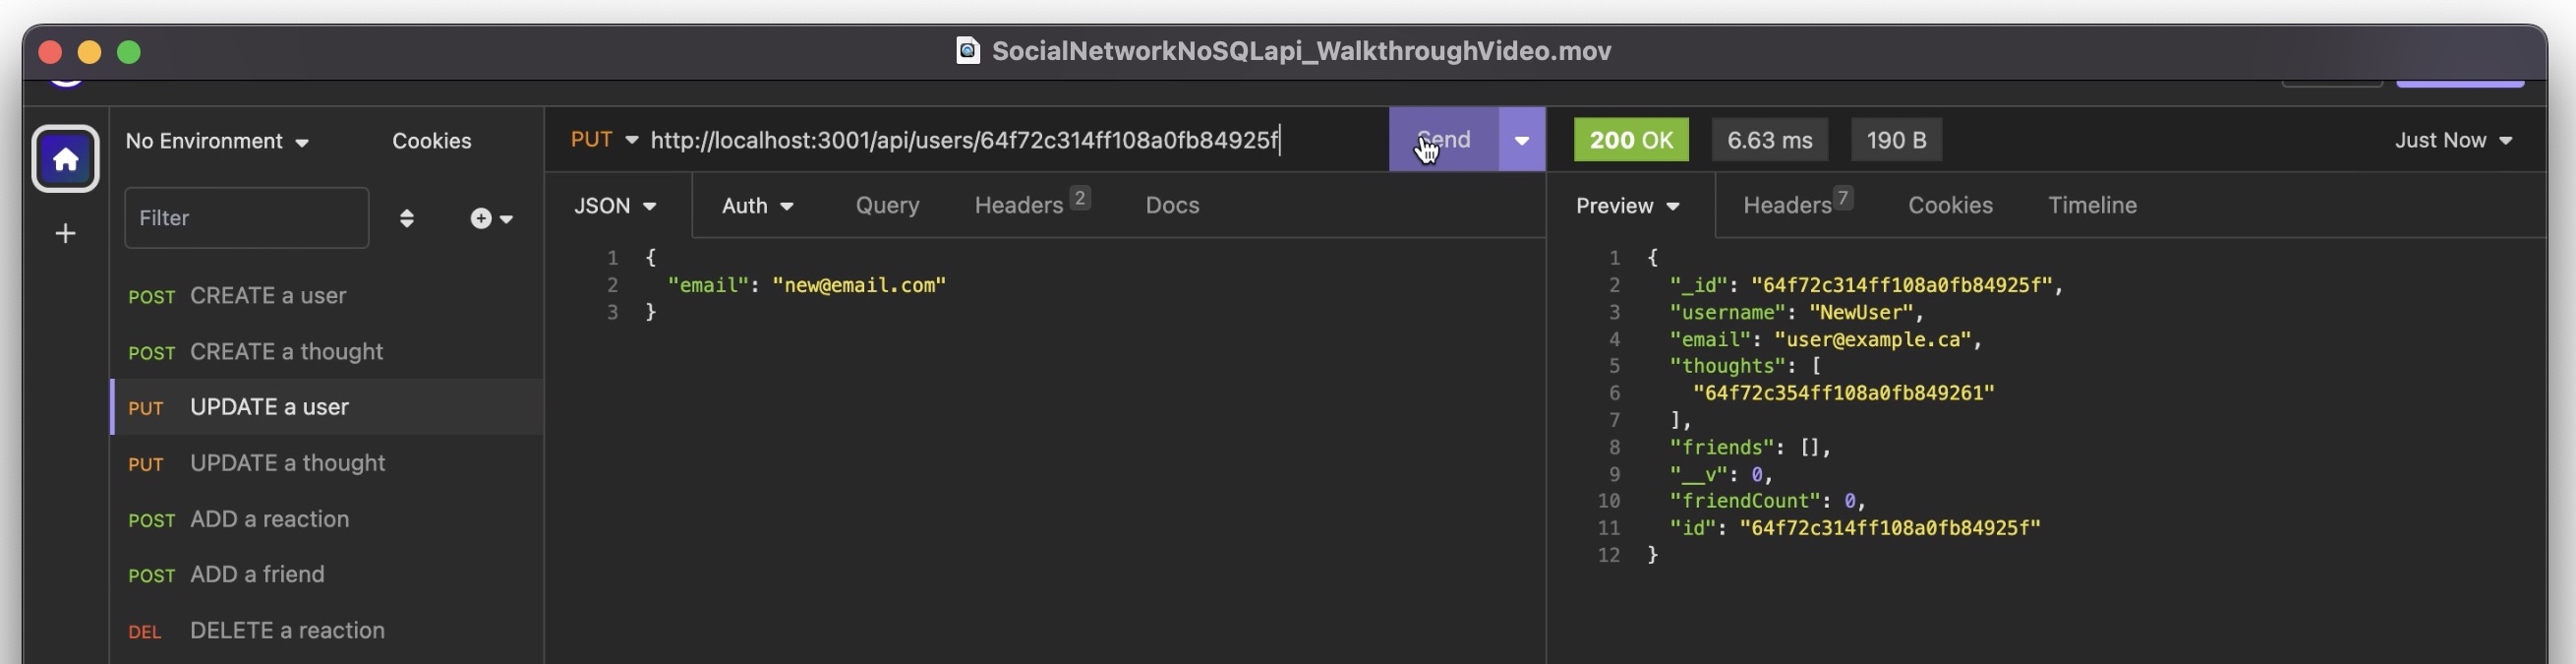 SocialNetworkNoSQLapi_WalkthroughVideo.mov
No Environment Cookies
Filter
POST CREATE a user
POST CREATE a thought
PUT UPDATE a user
PUT UPDATE a thought
POST ADD a reaction
POST ADD a friend
DEL DELETE a reaction
PUT http://localhost:3001/api/users/64f72c314ff108a0fb84925f Send
JSON Auth Query Headers 2 Docs
1 {
2 "email": "new@email.com"
3 }
200 OK 6.63 ms 190 B Just Now
Preview Headers 7 Cookies Timeline
1 {
2 "_id": "64f72c314ff108a0fb84925f",
3 "username": "NewUser",
4 "email": "user@example.ca",
5 "thoughts": [
6 "64f72c354ff108a0fb849261"
7 ],
8 "friends": [],
9 "__v": 0,
10 "friendCount": 0,
11 "id": "64f72c314ff108a0fb84925f"
12 }